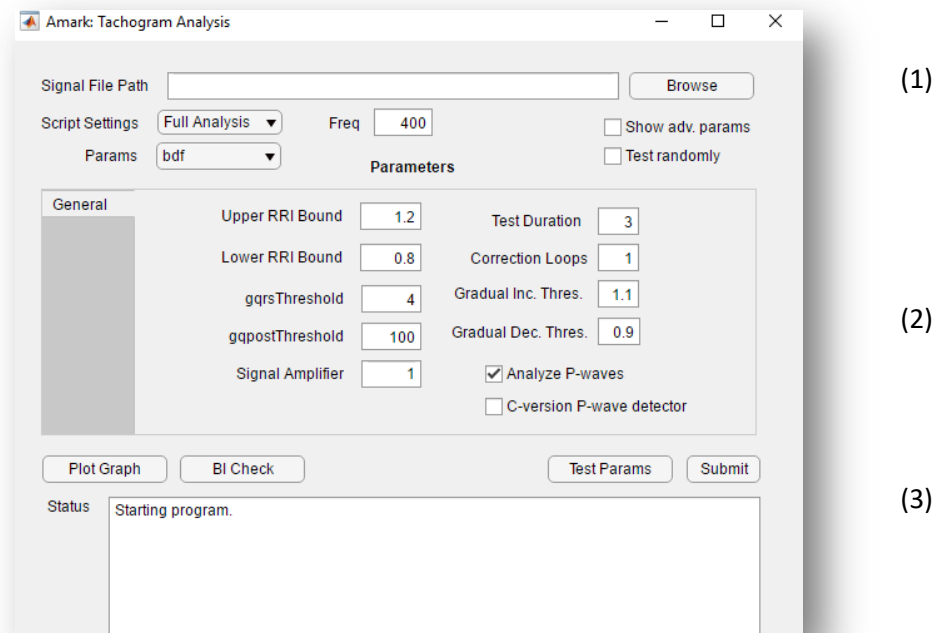 Amark: Tachogram Analysis
(1)
Signal File Path Browse
Script Settings Full Analysis Freq 400 Show adv. params
Params bdf Test randomly
Parameters
General
Upper RRI Bound 1.2 Test Duration 3
Lower RRI Bound 0.8 Correction Loops 1
gqrsThreshold 4 Gradual Inc. Thres. 1.1
(2)
gqpostThreshold 100 Gradual Dec. Thres. 0.9
Signal Amplifier 1 Analyze P-waves
C-version P-wave detector
Plot Graph BI Check Test Params Submit
(3)
Status Starting program.